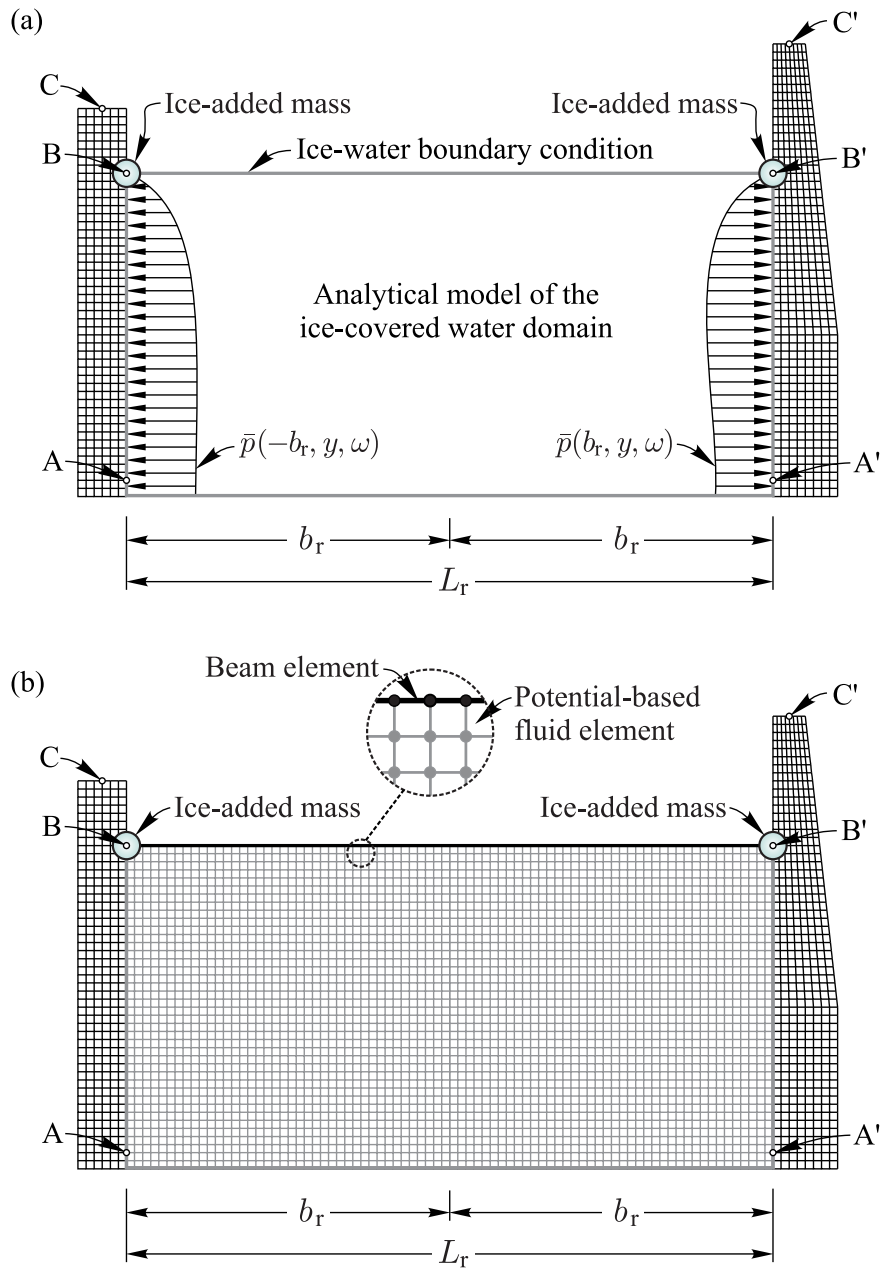 (a)
C'
C
Ice-added mass
Ice-added mass
B
Ice-water boundary condition
B'
Analytical model of the
ice-covered water domain
p̄(−b_r, y, ω)
p̄(b_r, y, ω)
A
A'
b_r
b_r
L_r
(b)
Beam element
Potential-based
fluid element
C'
C
Ice-added mass
Ice-added mass
B
B'
A
A'
b_r
b_r
L_r